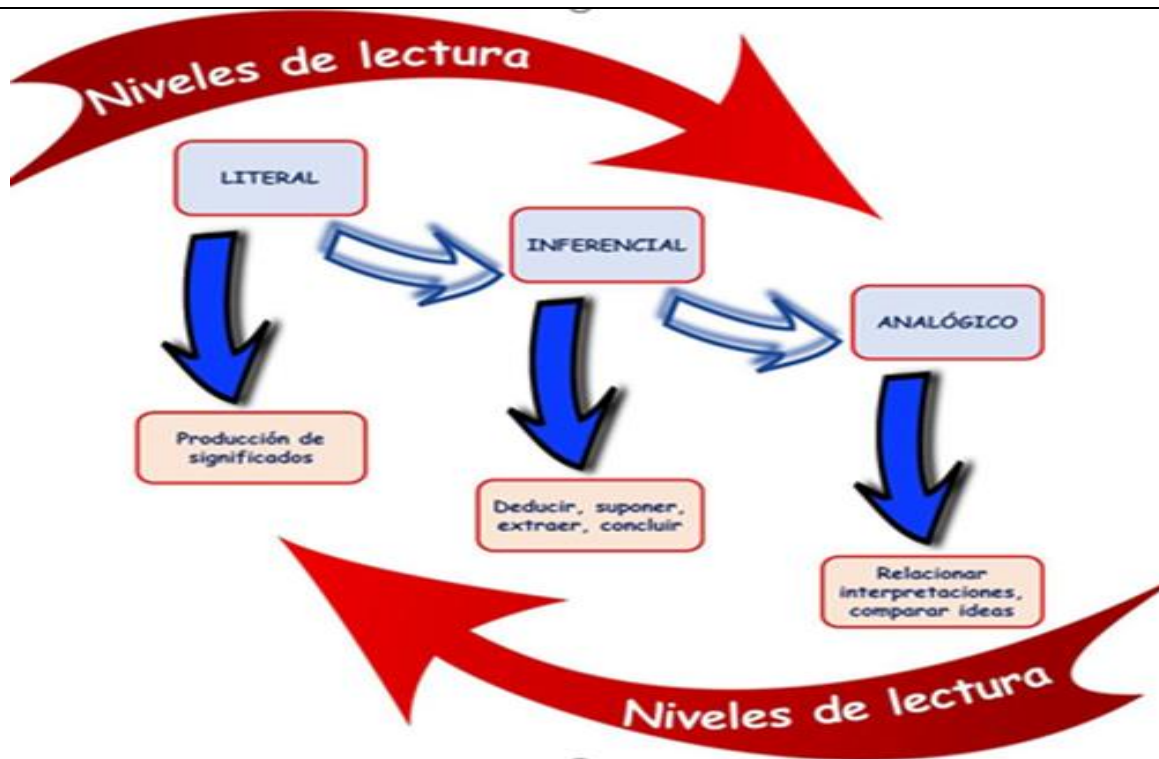 Niveles de lectura
LITERAL
INFERENCIAL
ANALÓGICO
Producción de
significados
Deducir, suponer,
extraer, concluir
Relacionar
interpretaciones,
comparar ideas
Niveles de lectura